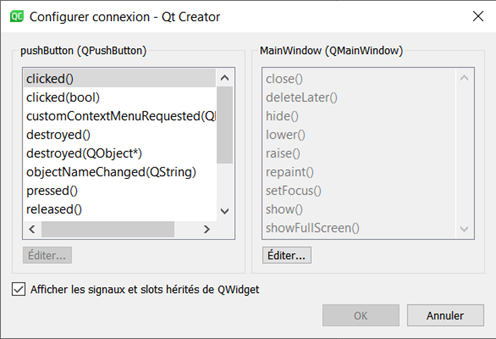 QC Configurer connexion - Qt Creator
pushButton (QPushButton)
clicked()
clicked(bool)
customContextMenuRequested(Q
destroyed()
destroyed(QObject*)
objectNameChanged(QString)
pressed()
released()
Éditer...
MainWindow (QMainWindow)
close()
deleteLater()
hide()
lower()
raise()
repaint()
setFocus()
show()
showFullScreen()
Éditer...
Afficher les signaux et slots hérités de QWidget
OK
Annuler